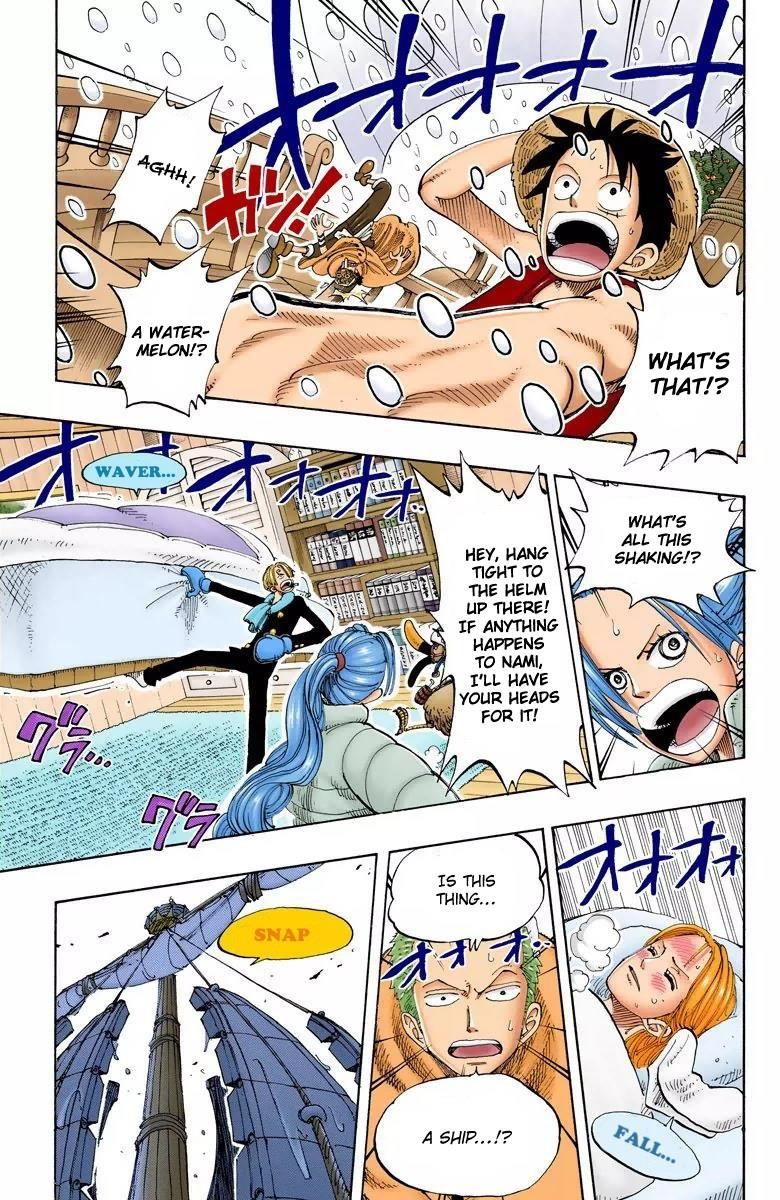 オオオオオ
WHAT'S
THAT!?
AGHH!
ガン!
A WATER-
MELON!?
WHAT'S
ALL THIS
SHAKING!?
HEY, HANG
TIGHT TO
THE HELM
UP THERE!
IF ANYTHING
HAPPENS
TO NAMI,
I'LL HAVE
YOUR HEADS
FOR IT!
オオオオオ
WAVER...
グラ...
グラ
オオオオ
FALL...
IS THIS
THING...
オオオ
A SHIP...!?
SNAP